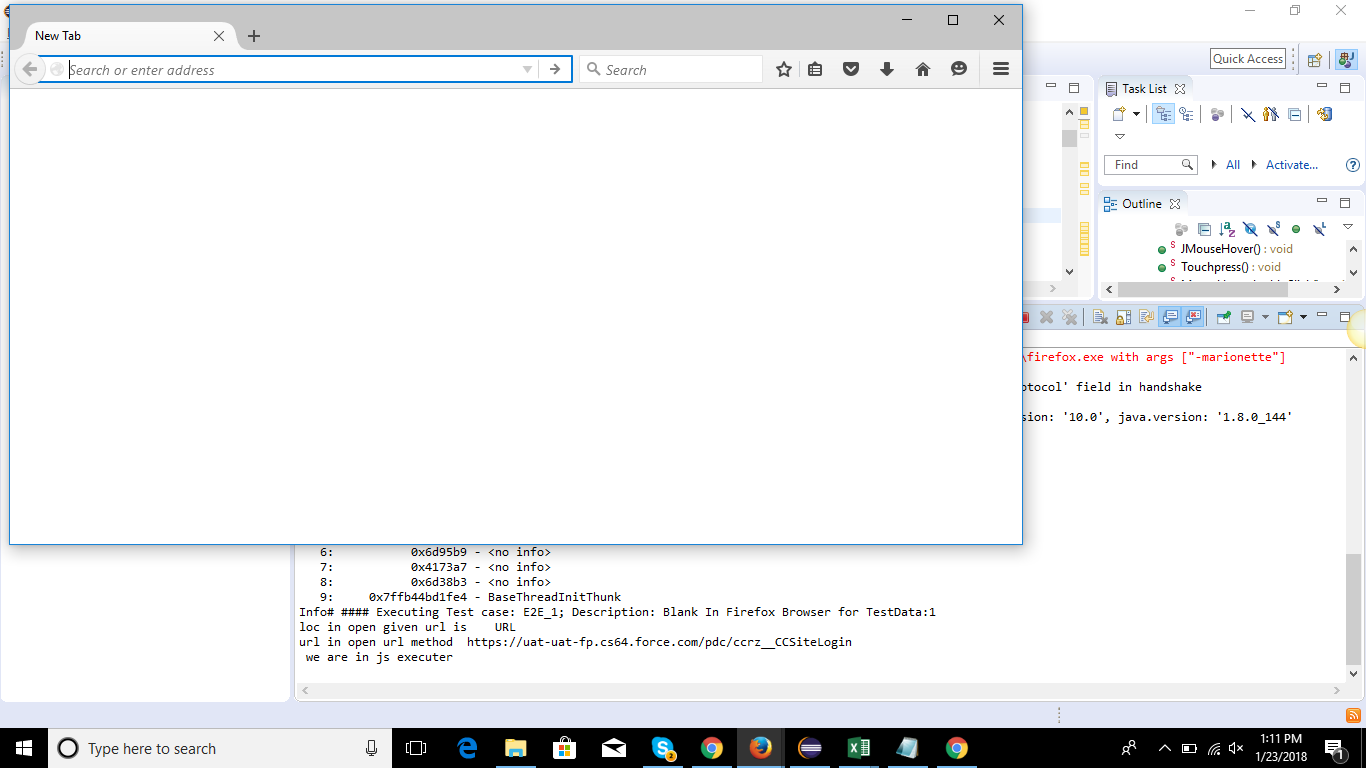 New Tab
Search or enter address
Search
Quick Access
Task List
Find
All
Activate...
Outline
JMouseHover() : void
Touchpress() : void
\firefox.exe with args ["-marionette"]
otocol' field in handshake
sion: '10.0', java.version: '1.8.0_144'
6: 0x6d95b9 - <no info>
7: 0x4173a7 - <no info>
8: 0x6d38b3 - <no info>
9: 0x7ffb44bd1fe4 - BaseThreadInitThunk
Info# #### Executing Test case: E2E_1; Description: Blank In Firefox Browser for TestData:1
loc in open given url is URL
url in open url method https://uat-uat-fp.cs64.force.com/pdc/ccrz__CCSiteLogin
we are in js executer
Type here to search
1:11 PM
1/23/2018